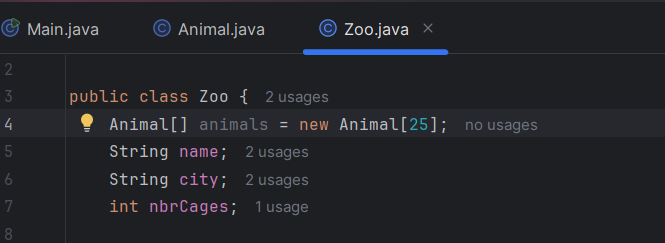 Main.java Animal.java Zoo.java
2
3 public class Zoo { 2 usages
4 Animal[] animals = new Animal[25]; no usages
5 String name; 2 usages
6 String city; 2 usages
7 int nbrCages; 1 usage
8